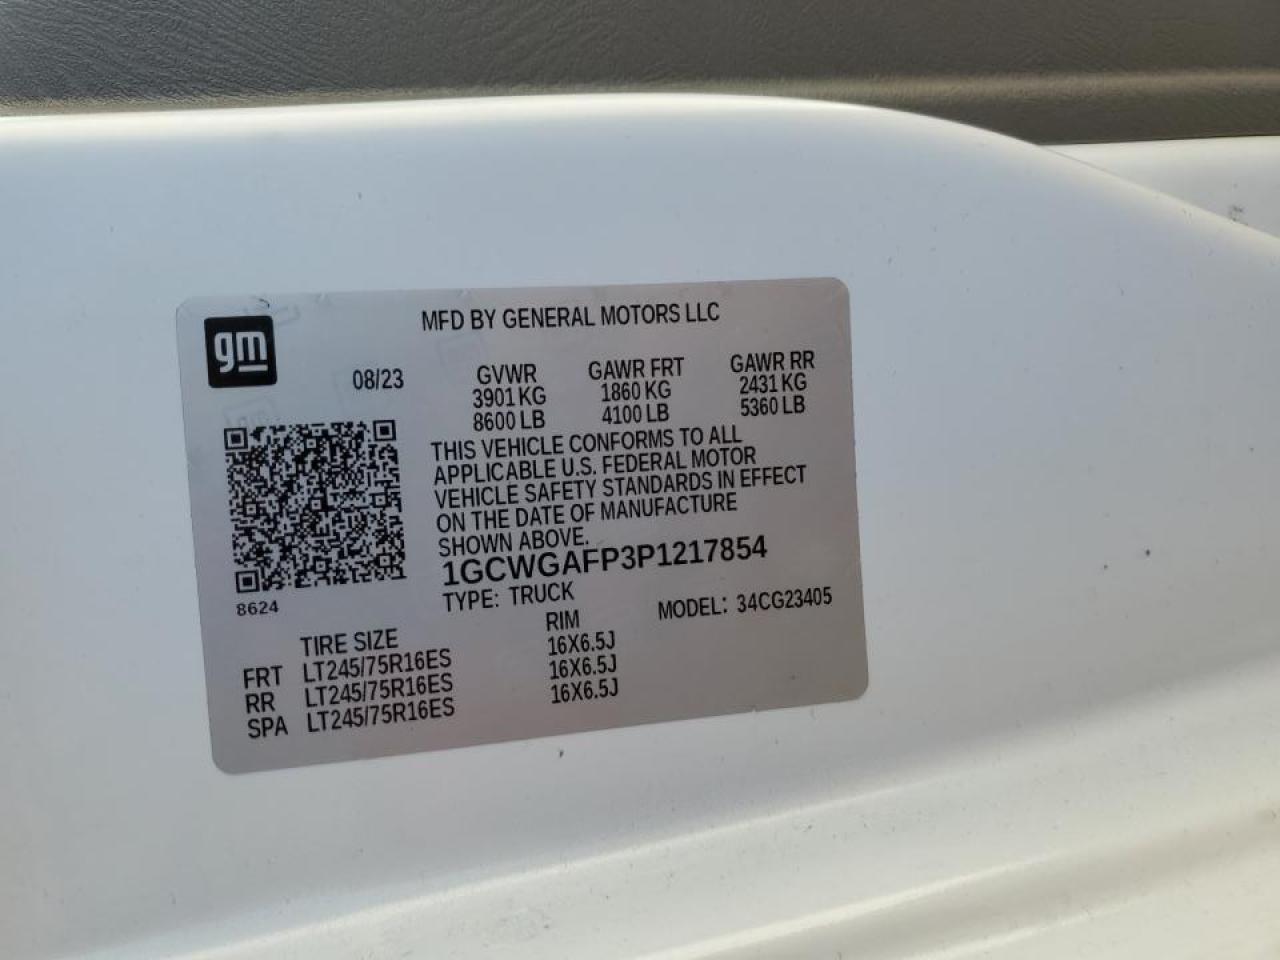 MFD BY GENERAL MOTORS LLC
gm
08/23
GVWR GAWR FRT GAWR RR
3901 KG 1860 KG 2431 KG
8600 LB 4100 LB 5360 LB
THIS VEHICLE CONFORMS TO ALL
APPLICABLE U.S. FEDERAL MOTOR
VEHICLE SAFETY STANDARDS IN EFFECT
ON THE DATE OF MANUFACTURE
SHOWN ABOVE.
1GCWGAFP3P1217854
8624
TYPE: TRUCK MODEL: 34CG23405
TIRE SIZE RIM
FRT LT245/75R16ES 16X6.5J
RR LT245/75R16ES 16X6.5J
SPA LT245/75R16ES 16X6.5J